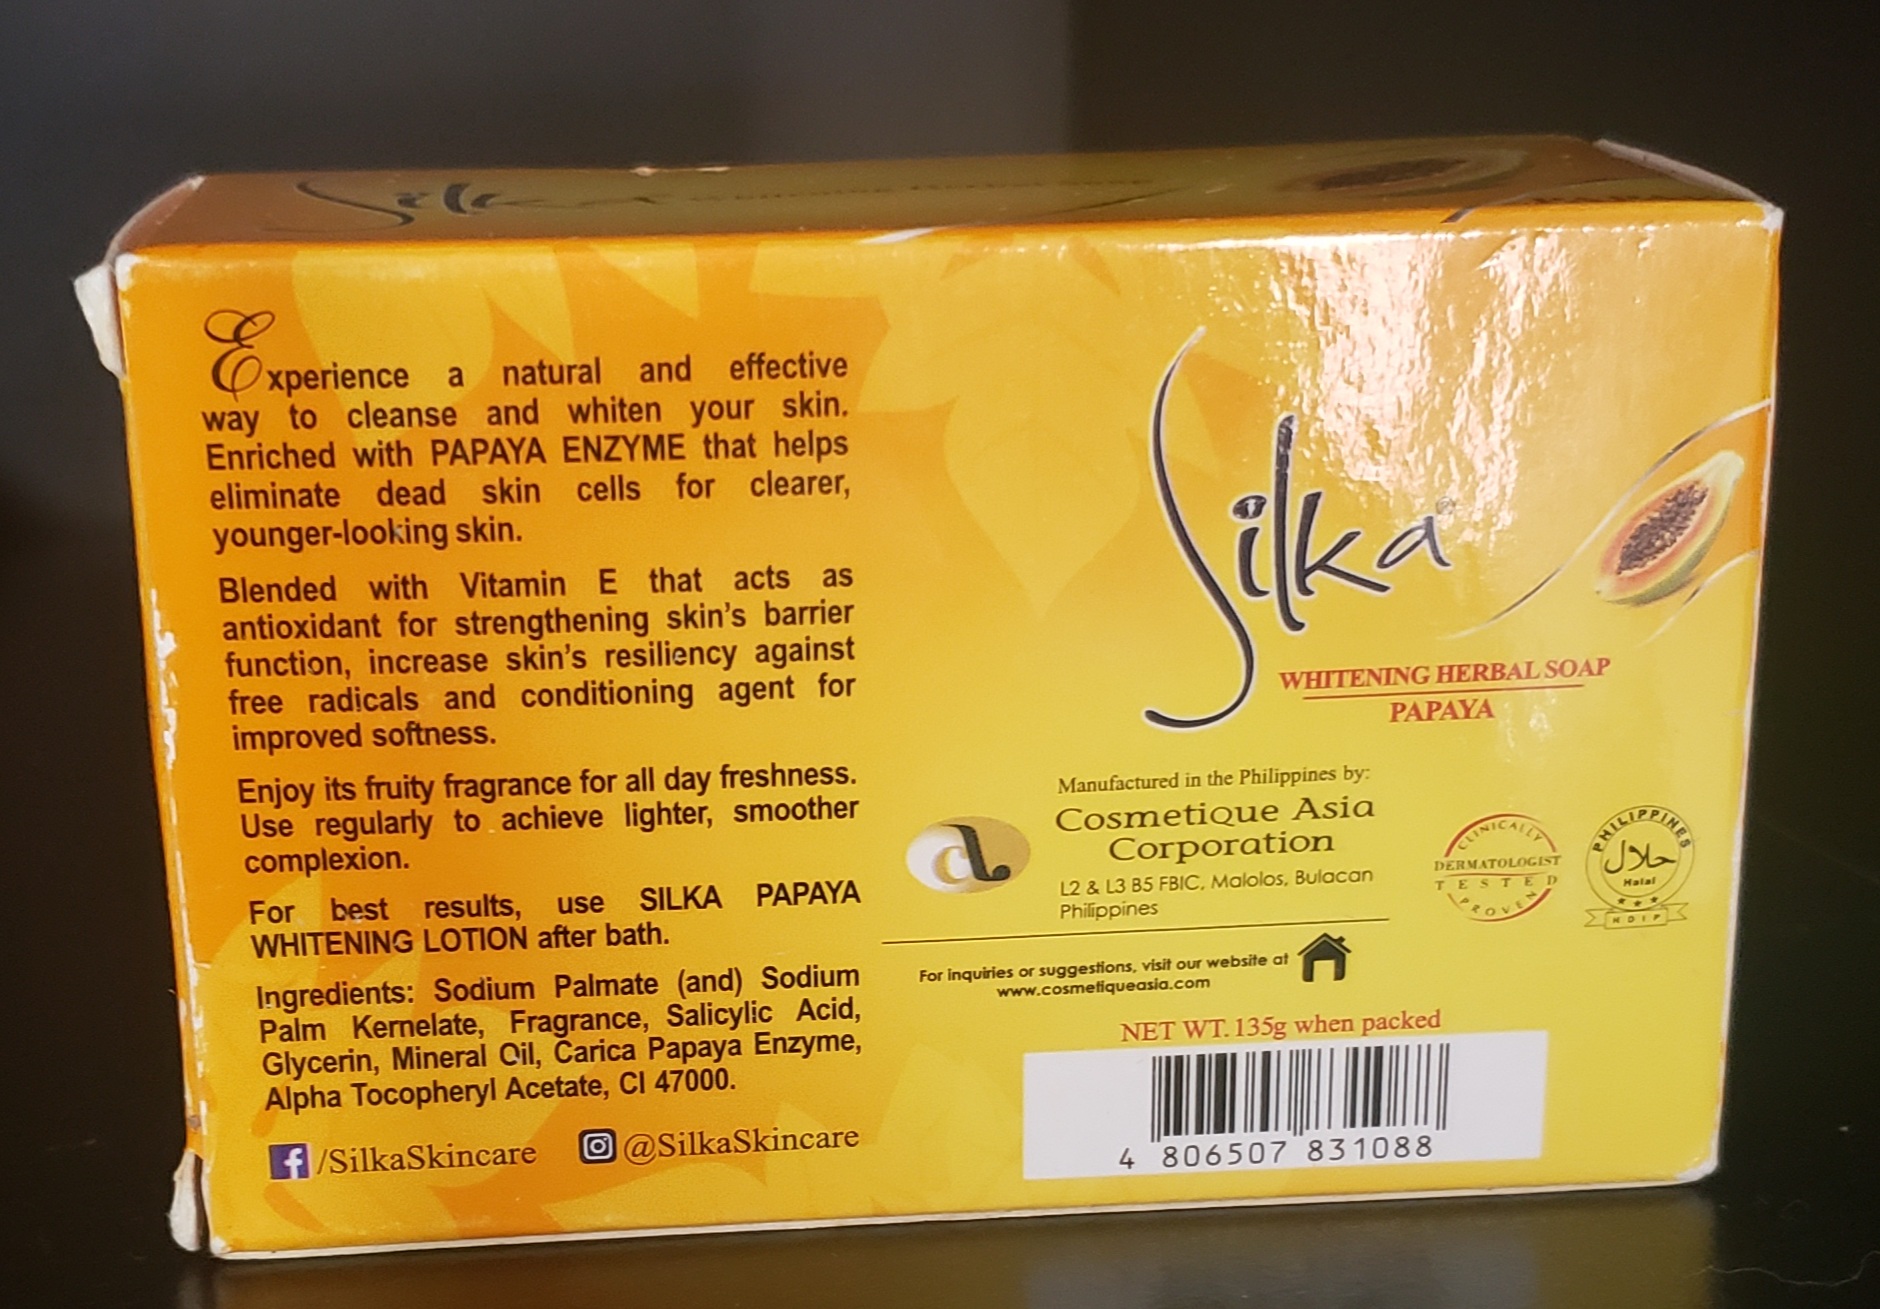 Silka
Experience a natural and effective
way to cleanse and whiten your skin.
Enriched with PAPAYA ENZYME that helps
eliminate dead skin cells for clearer,
younger-looking skin.
Blended with Vitamin E that acts as
antioxidant for strengthening skin's barrier
function, increase skin's resiliency against
free radicals and conditioning agent for
improved softness.
Enjoy its fruity fragrance for all day freshness.
Use regularly to achieve lighter, smoother
complexion.
For best results, use SILKA PAPAYA
WHITENING LOTION after bath.
Ingredients: Sodium Palmate (and) Sodium
Palm Kernelate, Fragrance, Salicylic Acid,
Glycerin, Mineral Oil, Carica Papaya Enzyme,
Alpha Tocopheryl Acetate, CI 47000.
/SilkaSkincare @SilkaSkincare
Silka®
WHITENING HERBAL SOAP
PAPAYA
Manufactured in the Philippines by:
Cosmetique Asia
Corporation
L2 & L3 B5 FBIC, Malolos, Bulacan
Philippines
CLINICALLY
DERMATOLOGIST
TESTED
PROVEN
PHILIPPINES
حلال
Halal
HDIP
For inquiries or suggestions, visit our website at
www.cosmetiqueasia.com
NET WT. 135g when packed
4 806507 831088